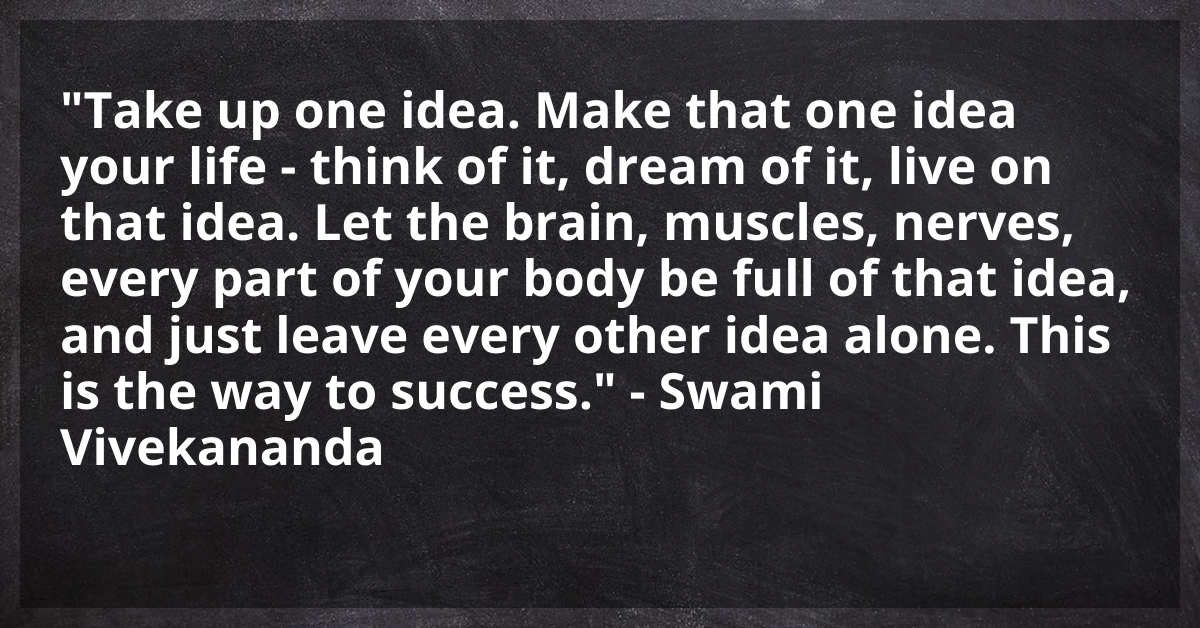 "Take up one idea. Make that one idea
your life - think of it, dream of it, live on
that idea. Let the brain, muscles, nerves,
every part of your body be full of that idea,
and just leave every other idea alone. This
is the way to success." - Swami
Vivekananda